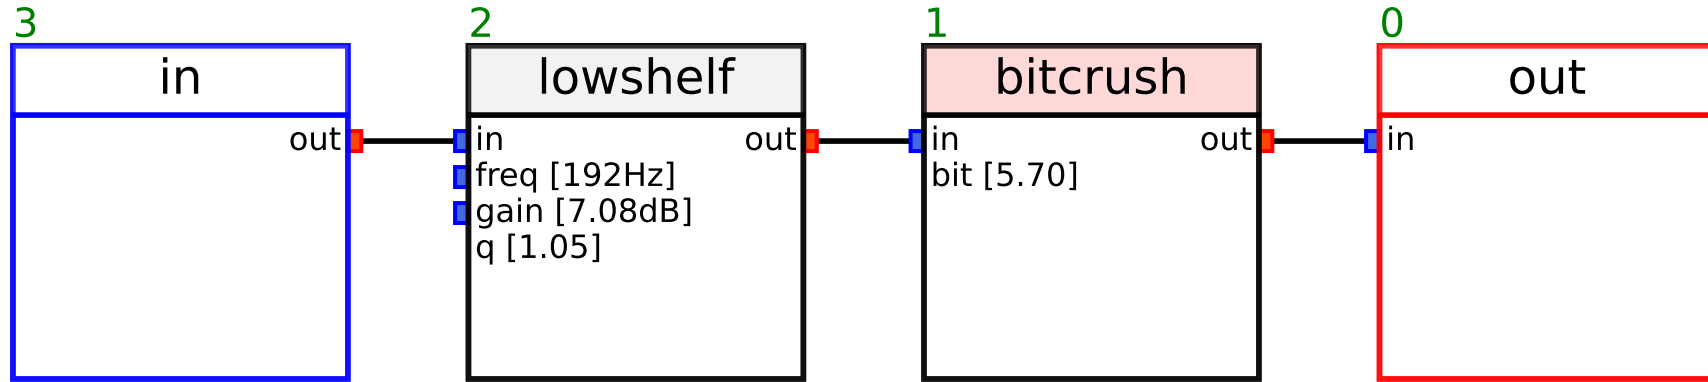 3 2 1 0
in lowshelf bitcrush out
out in out in out in
freq [192Hz] bit [5.70]
gain [7.08dB]
q [1.05]